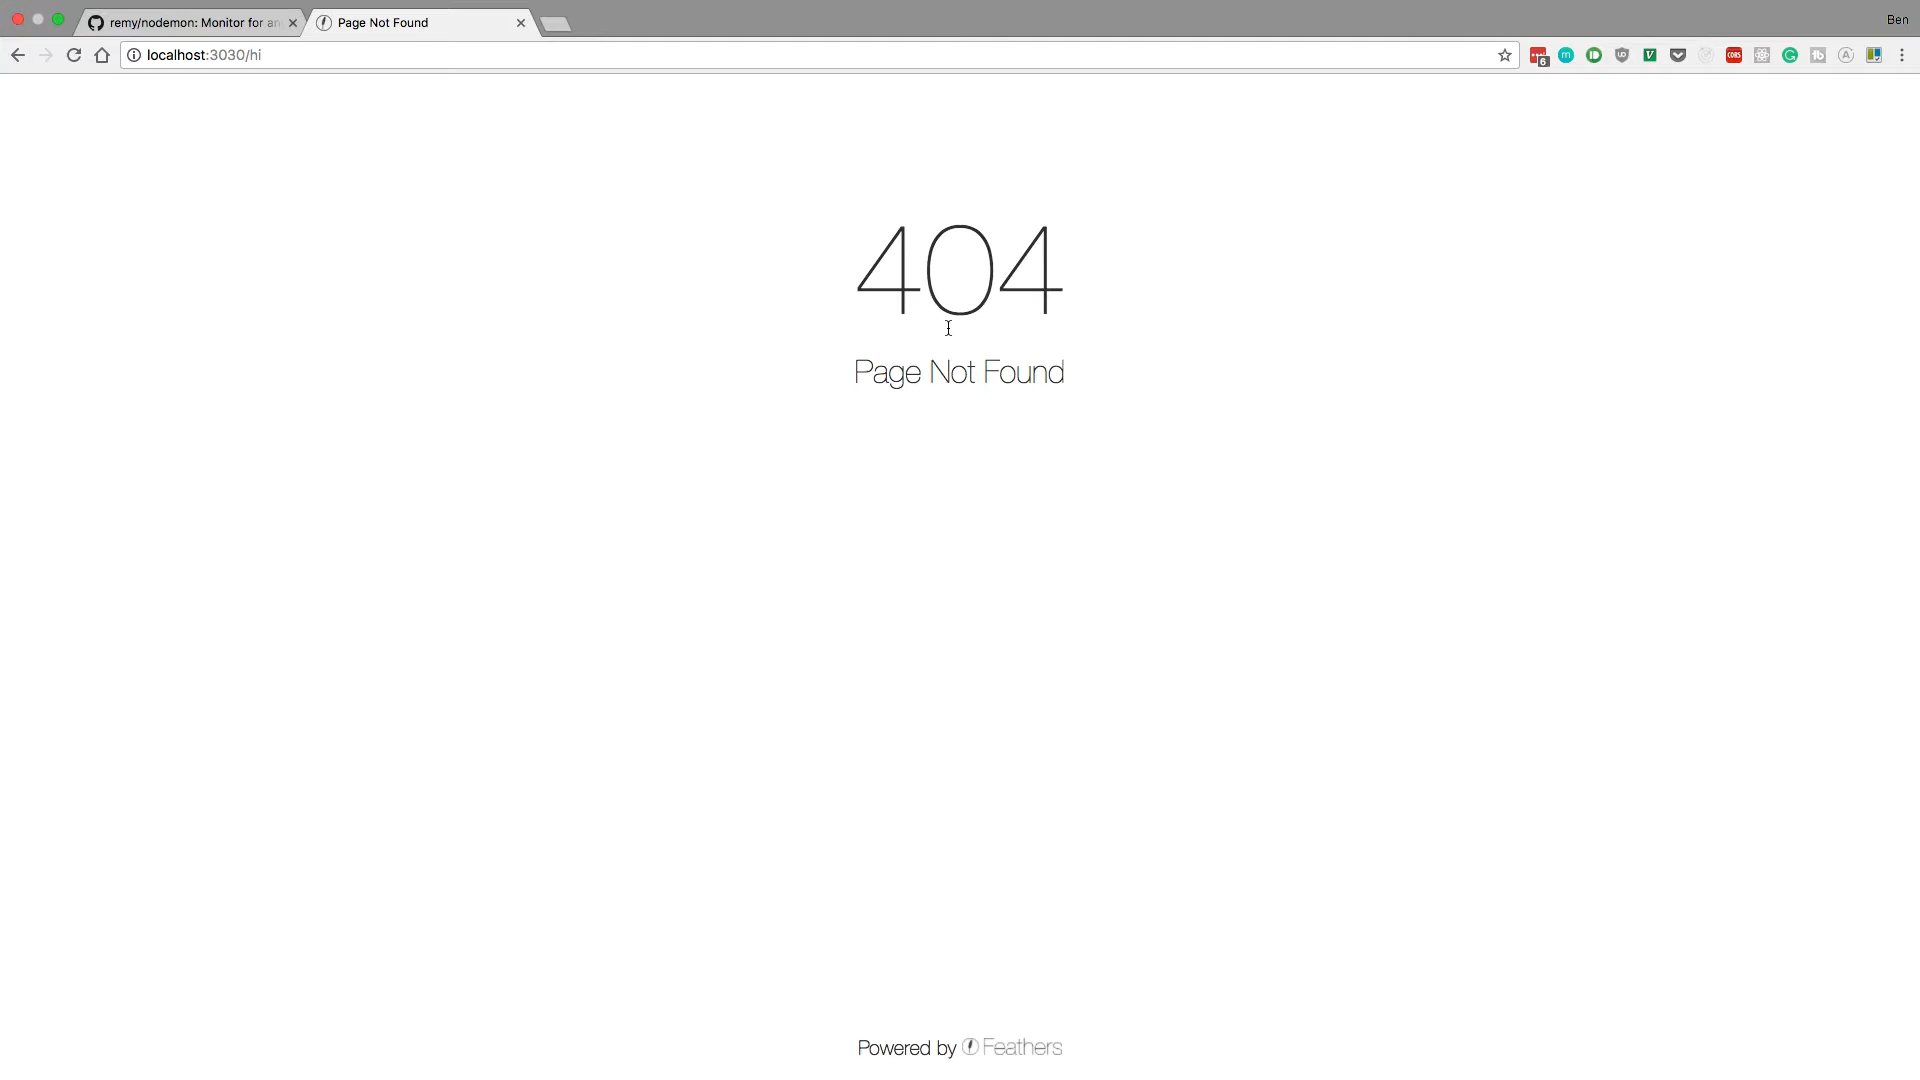 remy/nodemon: Monitor for an
Page Not Found
Ben
localhost:3030/hi
6
404
Page Not Found
Powered by Feathers